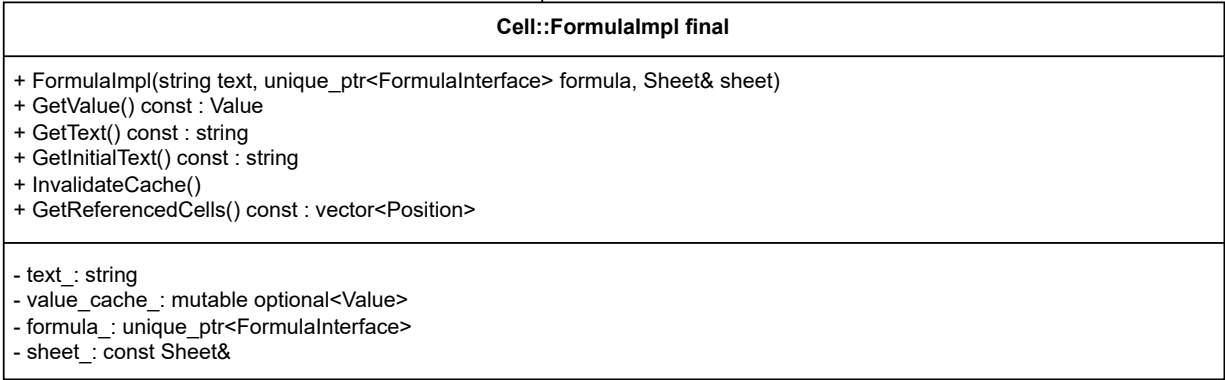 Cell::FormulaImpl final
+ FormulaImpl(string text, unique_ptr<FormulaInterface> formula, Sheet& sheet)
+ GetValue() const : Value
+ GetText() const : string
+ GetInitialText() const : string
+ InvalidateCache()
+ GetReferencedCells() const : vector<Position>
- text_: string
- value_cache_: mutable optional<Value>
- formula_: unique_ptr<FormulaInterface>
- sheet_: const Sheet&